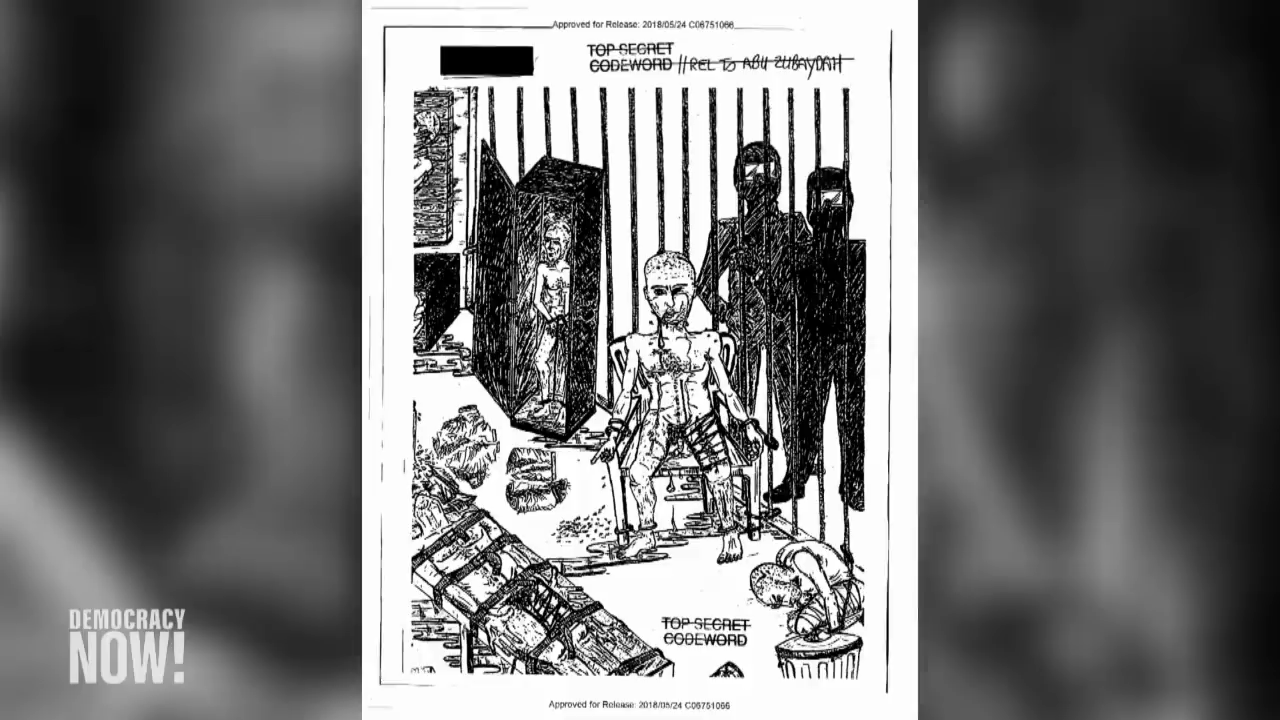 Approved for Release: 2018/05/24 C06751066
TOP SECRET
CODEWORD //REL TO ABU ZUBAYDAH
TOP SECRET
CODEWORD
DEMOCRACY
NOW!
Approved for Release: 2018/05/24 C06751066